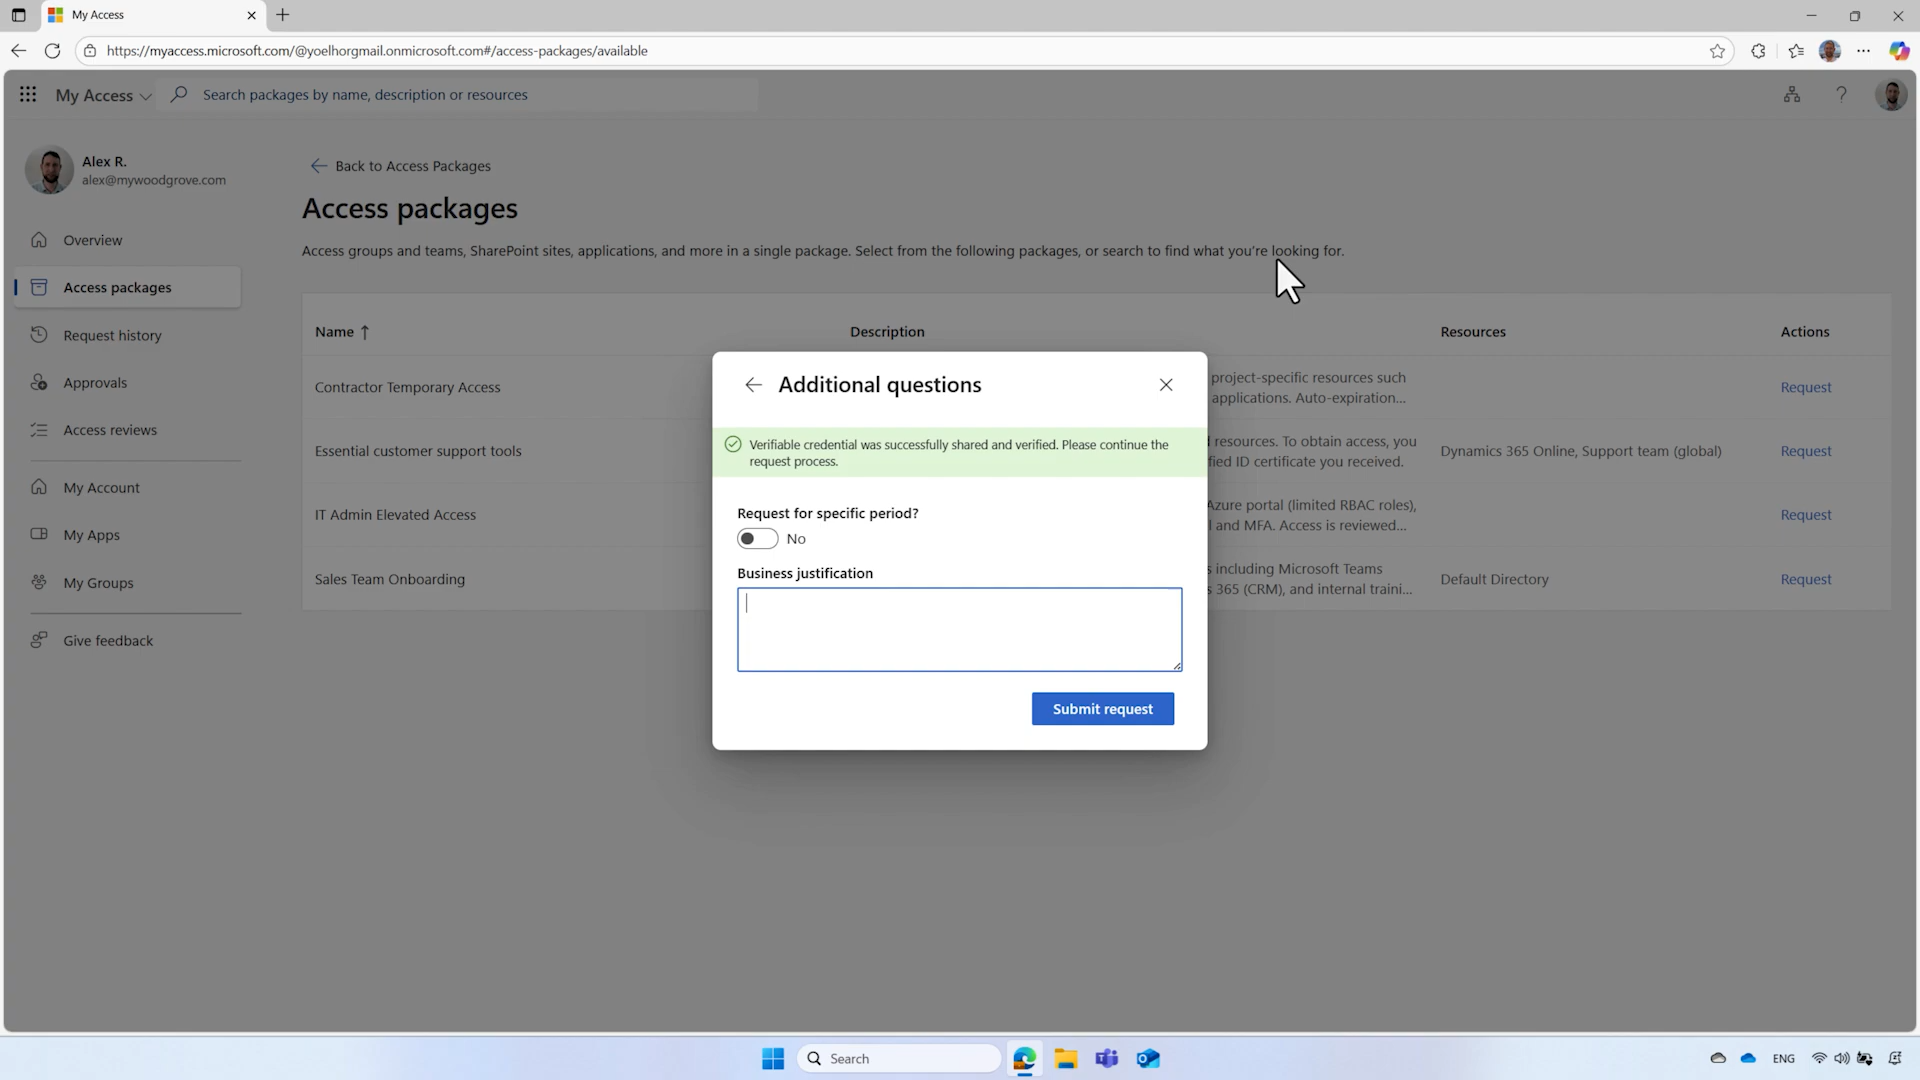 My Access
https://myaccess.microsoft.com/@yoelhorgmail.onmicrosoft.com#/access-packages/available
My Access
Search packages by name, description or resources
?
Alex R.
alex@mywoodgrove.com
Overview
Access packages
Request history
Approvals
Access reviews
My Account
My Apps
My Groups
Give feedback
Back to Access Packages
Access packages
Access groups and teams, SharePoint sites, applications, and more in a single package. Select from the following packages, or search to find what you're looking for.
Name ↑ Description Resources Actions
Contractor Temporary Access
project-specific resources such
applications. Auto-expiration...
Request
Essential customer support tools
resources. To obtain access, you
fied ID certificate you received.
Dynamics 365 Online, Support team (global)
Request
IT Admin Elevated Access
Azure portal (limited RBAC roles),
l and MFA. Access is reviewed...
Request
Sales Team Onboarding
s including Microsoft Teams
s 365 (CRM), and internal traini...
Default Directory
Request
Additional questions
Verifiable credential was successfully shared and verified. Please continue the
request process.
Request for specific period?
No
Business justification
Submit request
Search
ENG